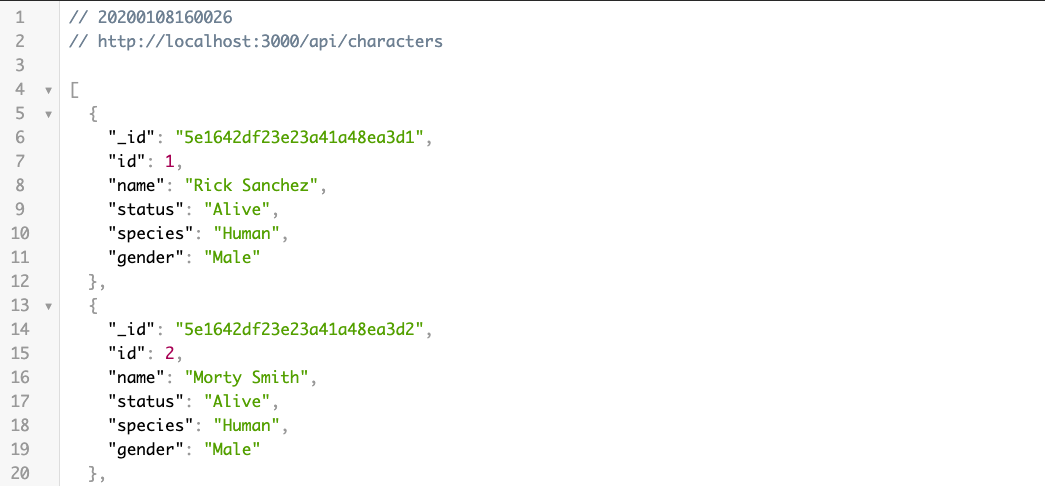 1 // 20200108160026
2 // http://localhost:3000/api/characters
3
4 ▼ [
5 ▼ {
6 "_id": "5e1642df23e23a41a48ea3d1",
7 "id": 1,
8 "name": "Rick Sanchez",
9 "status": "Alive",
10 "species": "Human",
11 "gender": "Male"
12 },
13 ▼ {
14 "_id": "5e1642df23e23a41a48ea3d2",
15 "id": 2,
16 "name": "Morty Smith",
17 "status": "Alive",
18 "species": "Human",
19 "gender": "Male"
20 },